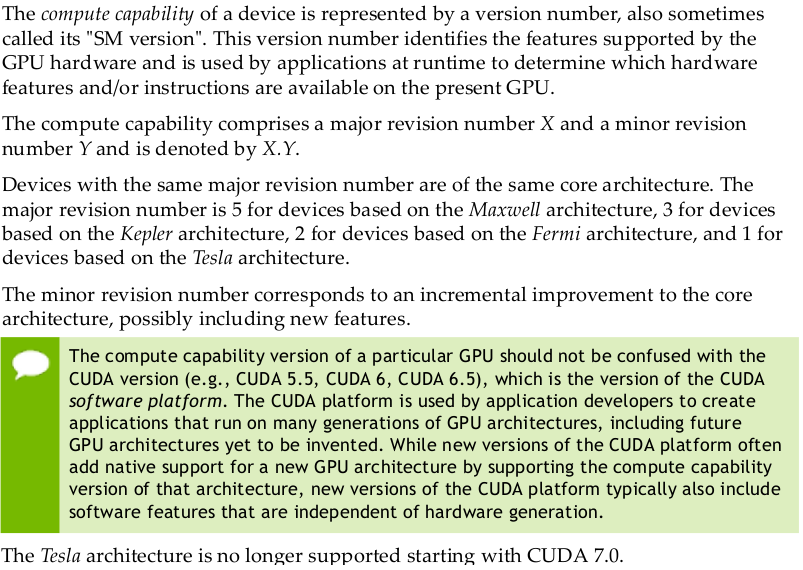 The compute capability of a device is represented by a version number, also sometimes
called its "SM version". This version number identifies the features supported by the
GPU hardware and is used by applications at runtime to determine which hardware
features and/or instructions are available on the present GPU.
The compute capability comprises a major revision number X and a minor revision
number Y and is denoted by X.Y.
Devices with the same major revision number are of the same core architecture. The
major revision number is 5 for devices based on the Maxwell architecture, 3 for devices
based on the Kepler architecture, 2 for devices based on the Fermi architecture, and 1 for
devices based on the Tesla architecture.
The minor revision number corresponds to an incremental improvement to the core
architecture, possibly including new features.
The compute capability version of a particular GPU should not be confused with the
CUDA version (e.g., CUDA 5.5, CUDA 6, CUDA 6.5), which is the version of the CUDA
software platform. The CUDA platform is used by application developers to create
applications that run on many generations of GPU architectures, including future
GPU architectures yet to be invented. While new versions of the CUDA platform often
add native support for a new GPU architecture by supporting the compute capability
version of that architecture, new versions of the CUDA platform typically also include
software features that are independent of hardware generation.
The Tesla architecture is no longer supported starting with CUDA 7.0.